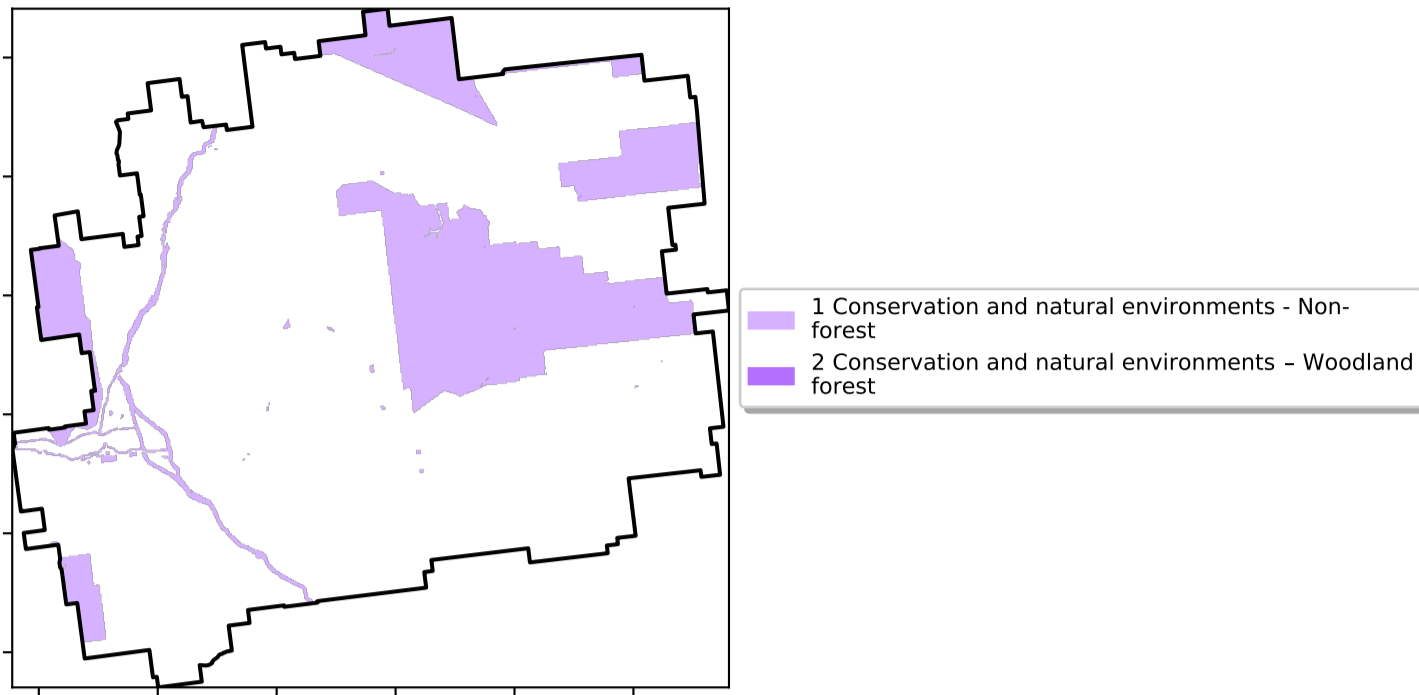 1 Conservation and natural environments - Non-
forest
2 Conservation and natural environments – Woodland
forest